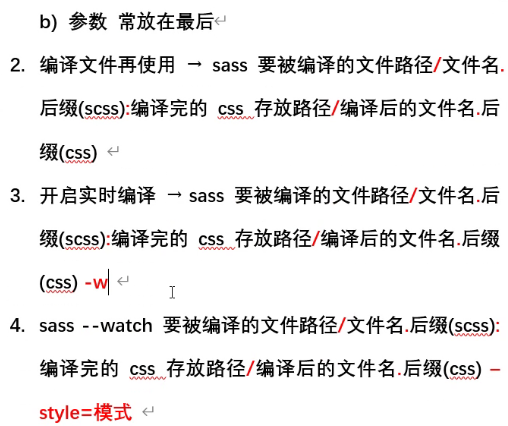 b) 参数 常放在最后↵
2. 编译文件再使用 → sass 要被编译的文件路径/文件名.
后缀(scss):编译完的 css 存放路径/编译后的文件名.后
缀(css) ↵
3. 开启实时编译 → sass 要被编译的文件路径/文件名.后
缀(scss):编译完的 css 存放路径/编译后的文件名.后缀
(css) -w ↵
4. sass --watch 要被编译的文件路径/文件名.后缀(scss):
编译完的 css 存放路径/编译后的文件名.后缀(css) –
style=模式 ↵